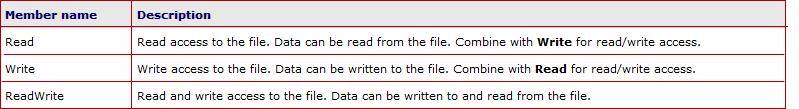 Member name Description
Read Read access to the file. Data can be read from the file. Combine with Write for read/write access.
Write Write access to the file. Data can be written to the file. Combine with Read for read/write access.
ReadWrite Read and write access to the file. Data can be written to and read from the file.